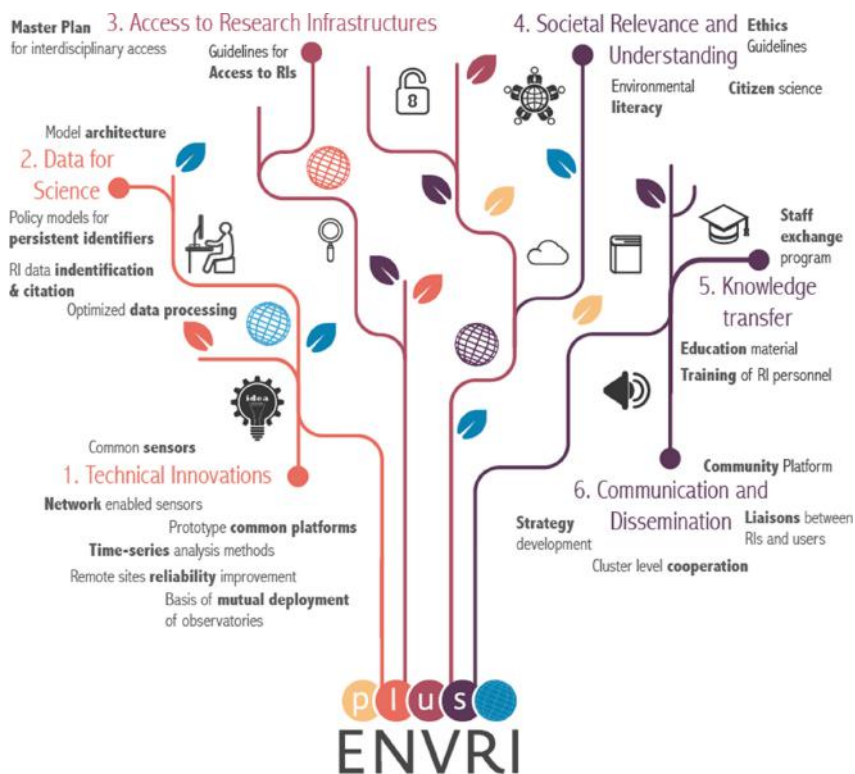 Master Plan
for interdisciplinary access
3. Access to Research Infrastructures
Guidelines for
Access to RIs
4. Societal Relevance and
Understanding
Ethics
Guidelines
Environmental
literacy
Citizen science
Model architecture
2. Data for
Science
Policy models for
persistent identifiers
RI data indentification
& citation
Optimized data processing
Staff
exchange
program
5. Knowledge
transfer
Education material
Training of RI personnel
idea
Common sensors
1. Technical Innovations
Network enabled sensors
Prototype common platforms
Time-series analysis methods
Remote sites reliability improvement
Basis of mutual deployment
of observatories
Community Platform
6. Communication and
Dissemination
Strategy
development
Liaisons between
RIs and users
Cluster level cooperation
plus
ENVRI